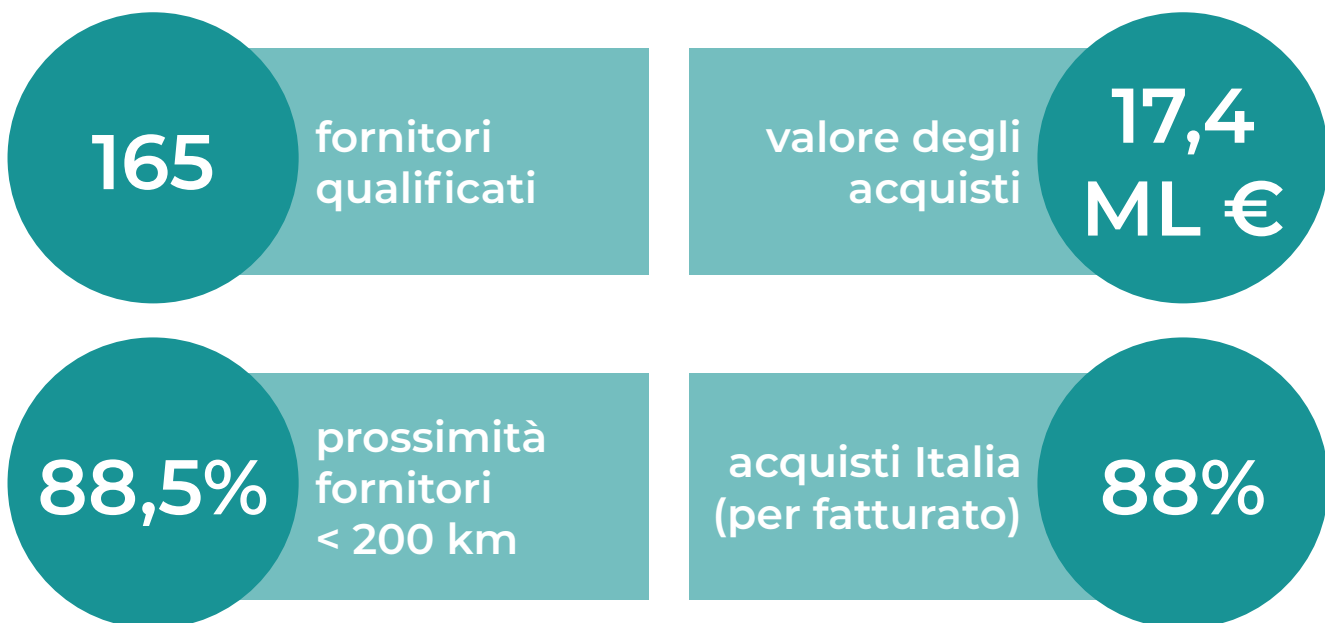 165
fornitori
qualificati
valore degli
acquisti
17,4
ML €
88,5%
prossimità
fornitori
< 200 km
acquisti Italia
(per fatturato)
88%